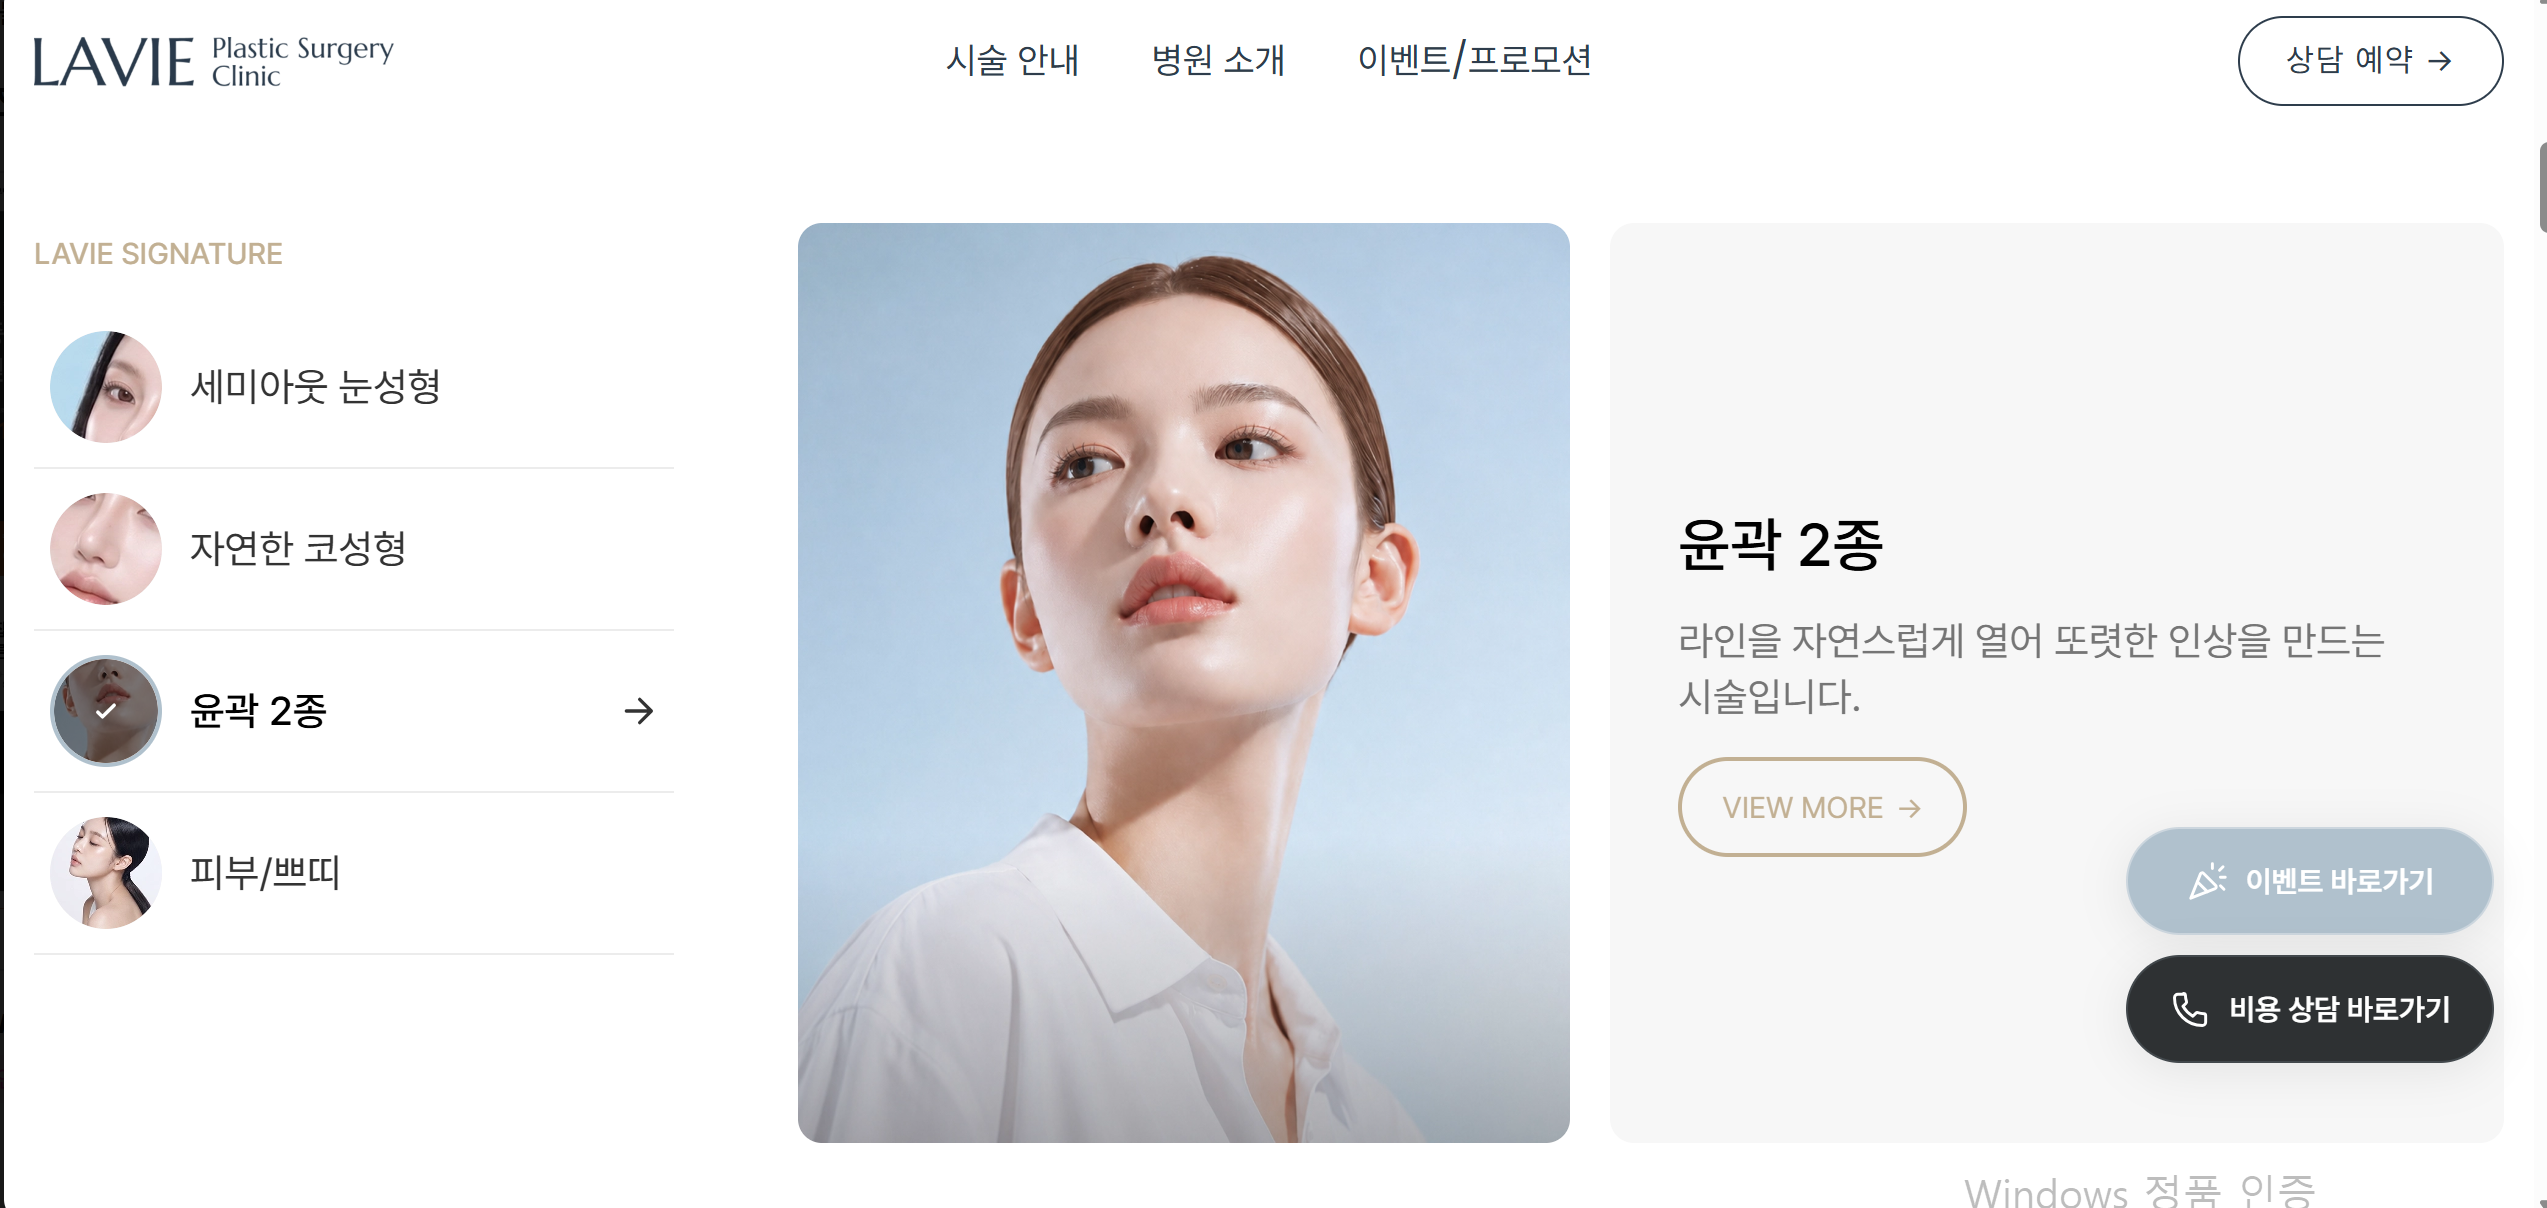 LAVIE Plastic Surgery
Clinic
시술 안내
병원 소개
이벤트/프로모션
상담 예약 →
LAVIE SIGNATURE
세미아웃 눈성형
자연한 코성형
윤곽 2종 →
피부/쁘띠
윤곽 2종
라인을 자연스럽게 열어 또렷한 인상을 만드는
시술입니다.
VIEW MORE →
이벤트 바로가기
비용 상담 바로가기
Windows 정품 인증